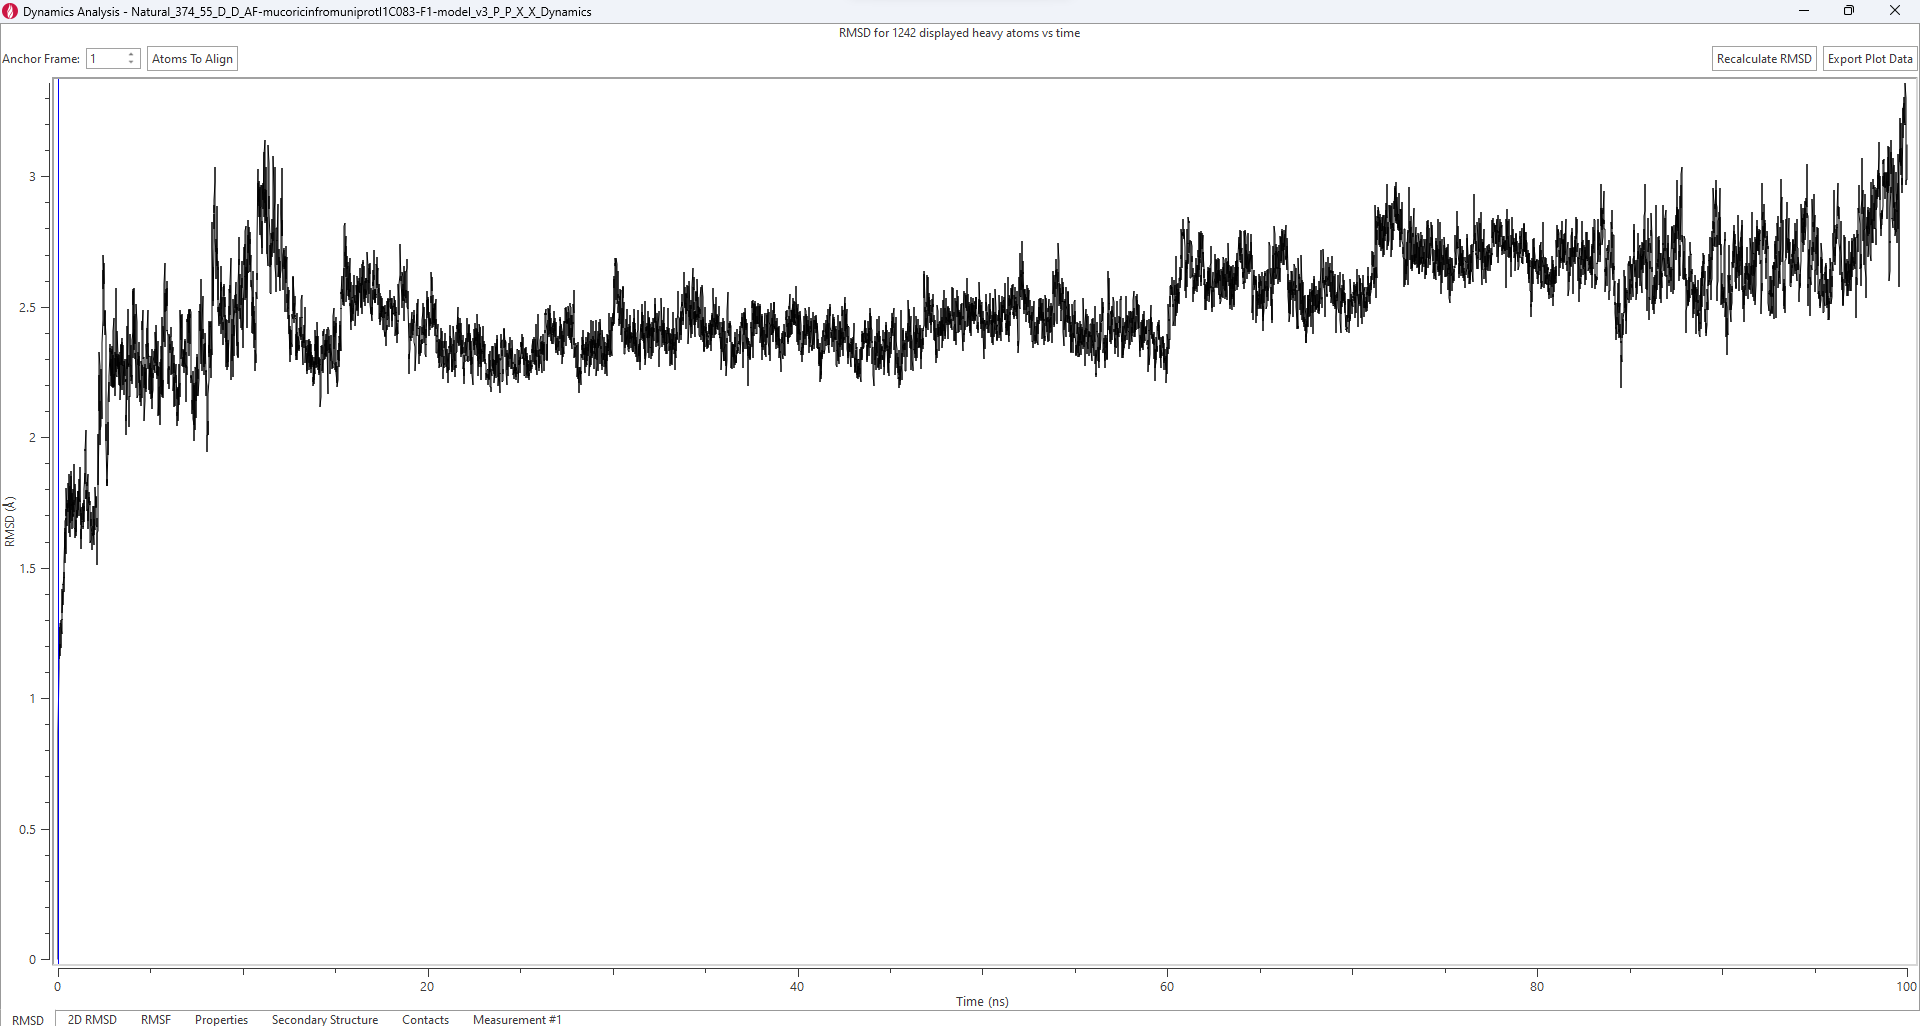 Dynamics Analysis - Natural_374_55_D_D_AF-mucoricinfromuniprotI1C083-F1-model_v3_P_P_X_X_Dynamics
RMSD for 1242 displayed heavy atoms vs time
Anchor Frame: 1 Atoms To Align Recalculate RMSD Export Plot Data
3
2.5
2
1.5
1
0.5
0
RMSD (Å)
0 20 40 60 80 100
Time (ns)
RMSD 2D RMSD RMSF Properties Secondary Structure Contacts Measurement #1